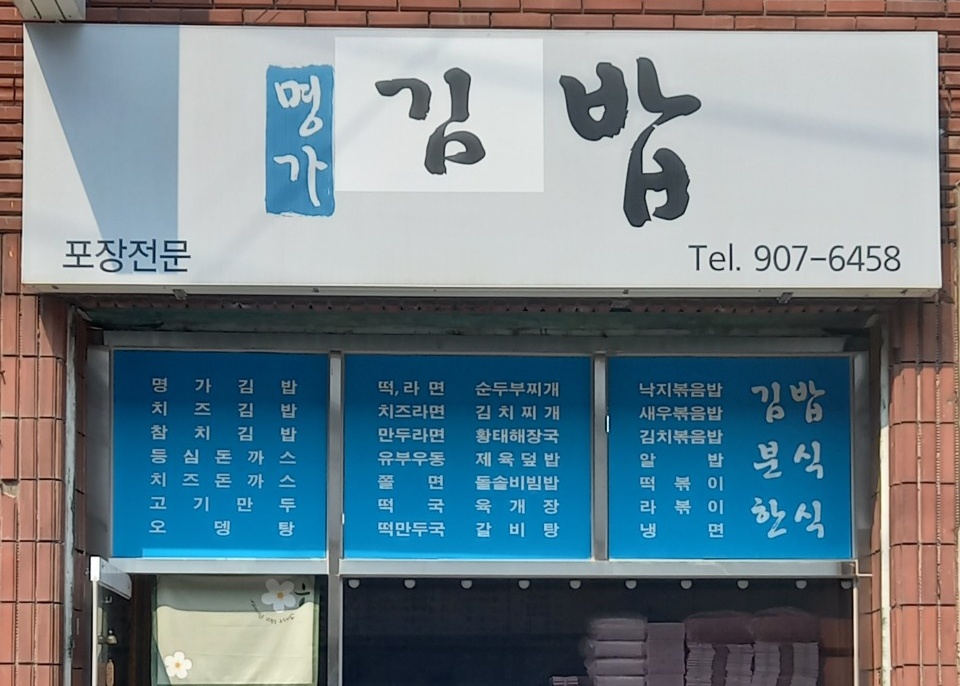 명가 김밥
포장전문
Tel. 907-6458
명가김밥
치즈김밥
참치김밥
등심돈까스
치즈돈까스
고기만두
오뎅탕
떡,라면
치즈라면
만두라면
유부우동
쫄면
떡국
떡만두국
순두부찌개
김치찌개
황태해장국
제육덮밥
돌솥비빔밥
육개장
갈비탕
낙지볶음밥
새우볶음밥
김치볶음밥
알밥
떡볶이
라볶이
냉면
김밥
분식
한식